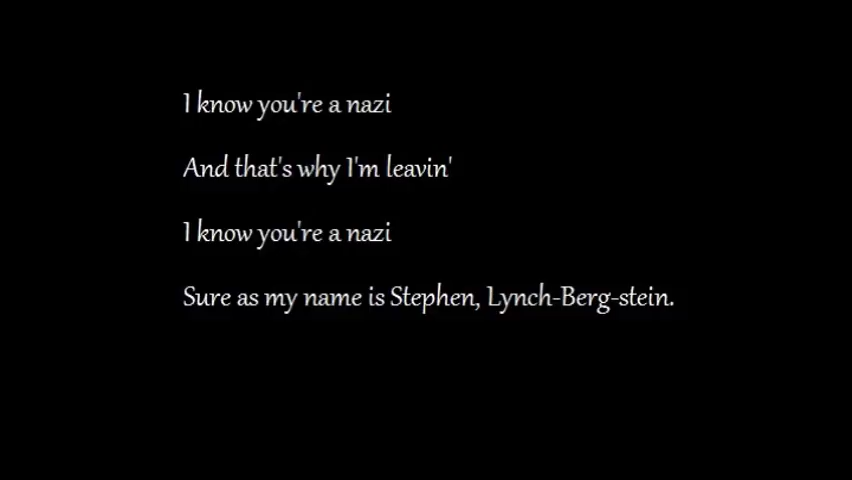 I know you're a nazi
And that's why I'm leavin'
I know you're a nazi
Sure as my name is Stephen, Lynch-Berg-stein.